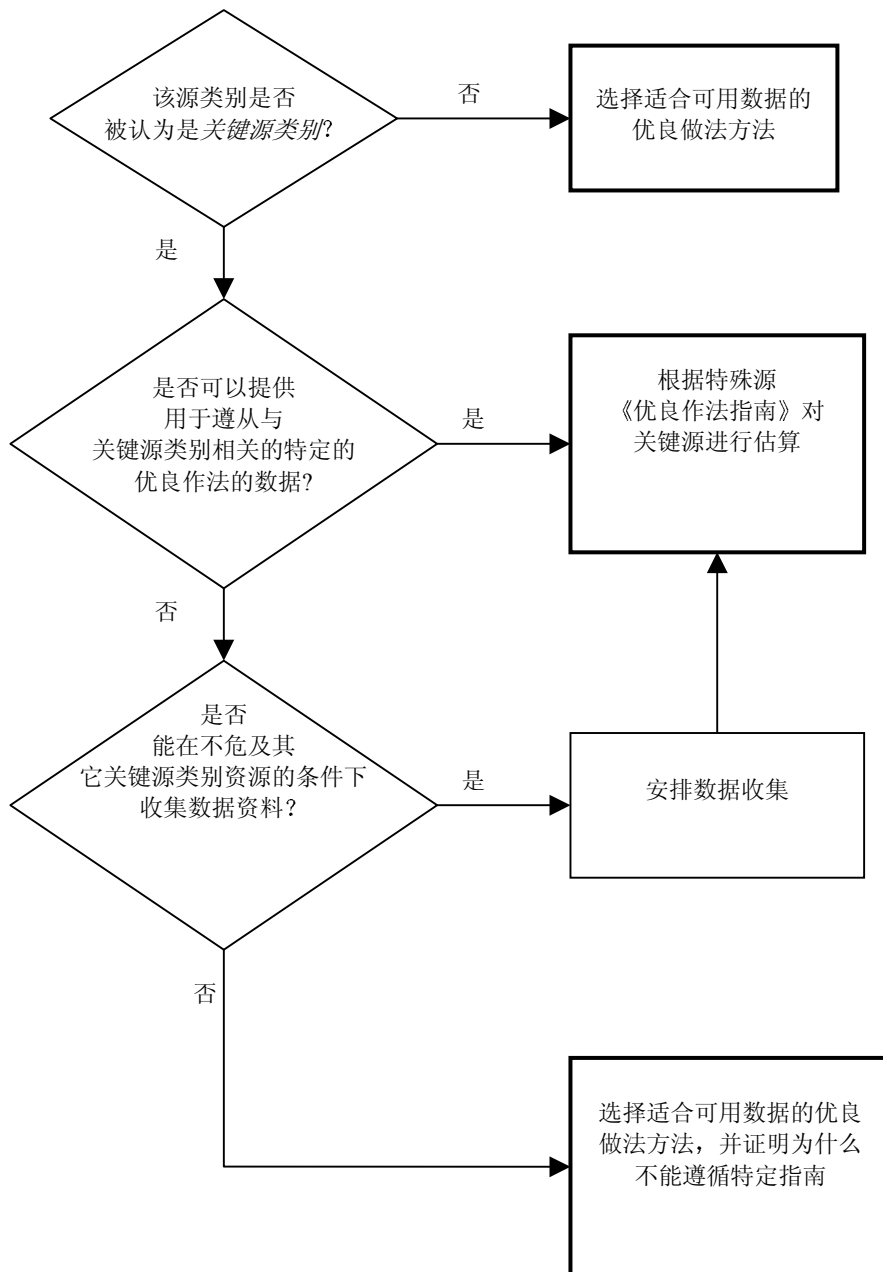 该源类别是否
被认为是关键源类别?
否
选择适合可用数据的
优良做法方法
是
是否可以提供
用于遵从与
关键源类别相关的特定的
优良作法的数据?
是
根据特殊源
《优良作法指南》对
关键源进行估算
否
是否
能在不危及其
它关键源类别资源的条件下
收集数据资料？
是
安排数据收集
否
选择适合可用数据的优良
做法方法，并证明为什么
不能遵循特定指南